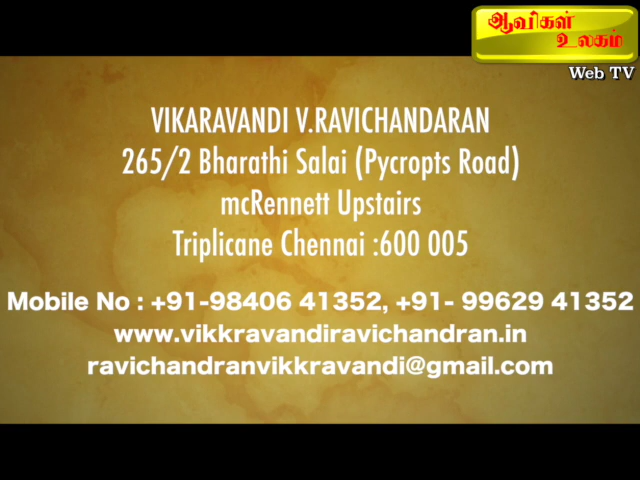 ஆவிகள்
உலகம்
Web TV
VIKARAVANDI V.RAVICHANDARAN
265/2 Bharathi Salai (Pycropts Road)
mcRennett Upstairs
Triplicane Chennai :600 005
Mobile No : +91-98406 41352, +91- 99629 41352
www.vikkravandiravichandran.in
ravichandranvikkravandi@gmail.com